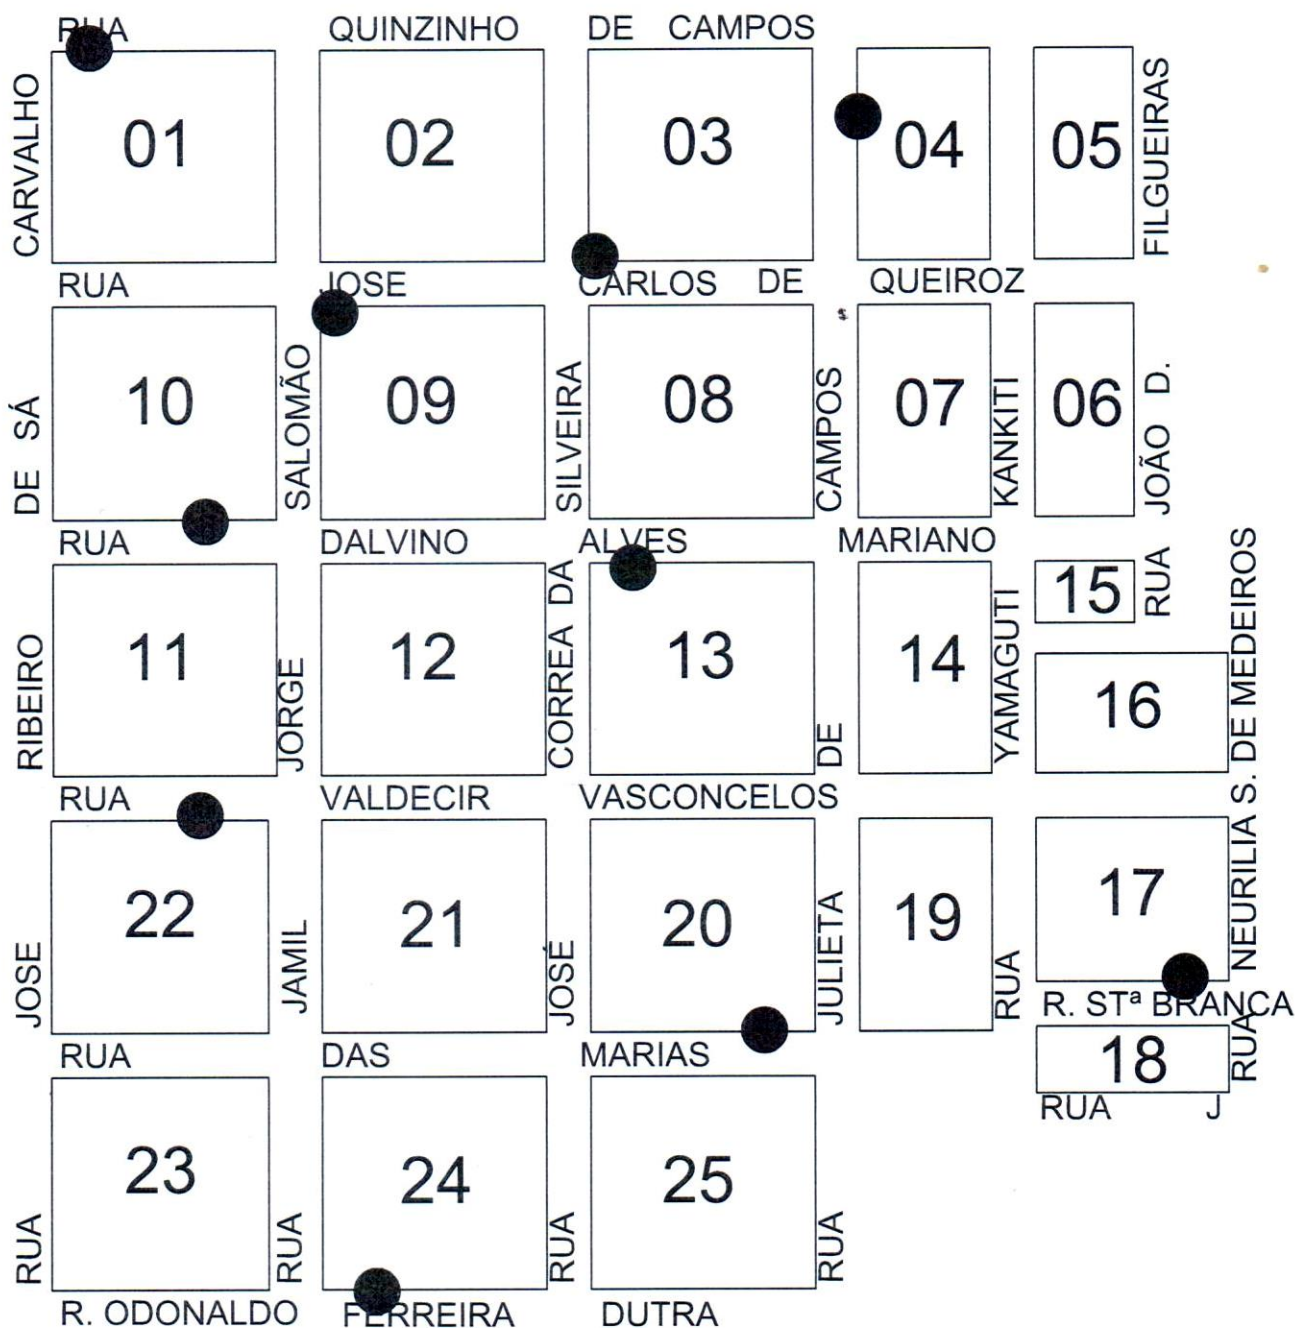 RUA QUINZINHO DE CAMPOS
01 02 03 04 05
RUA JOSE CARLOS DE QUEIROZ
10 09 08 07 06
RUA DALVINO ALVES MARIANO
11 12 13 14 15
16
RUA VALDECIR VASCONCELOS
22 21 20 19 17
R. STª BRANCA
RUA DAS MARIAS
18
RUA J
23 24 25
R. ODONALDO FERREIRA DUTRA
RUA JOSE RIBEIRO DE SÁ CARVALHO
RUA JAMIL JORGE SALOMÃO
RUA JOSÉ CORREA DA SILVEIRA
RUA JULIETA DE CAMPOS
RUA YAMAGUTI KANKITI
RUA JOÃO D. FILGUEIRAS
RUA NEURILIA S. DE MEDEIROS